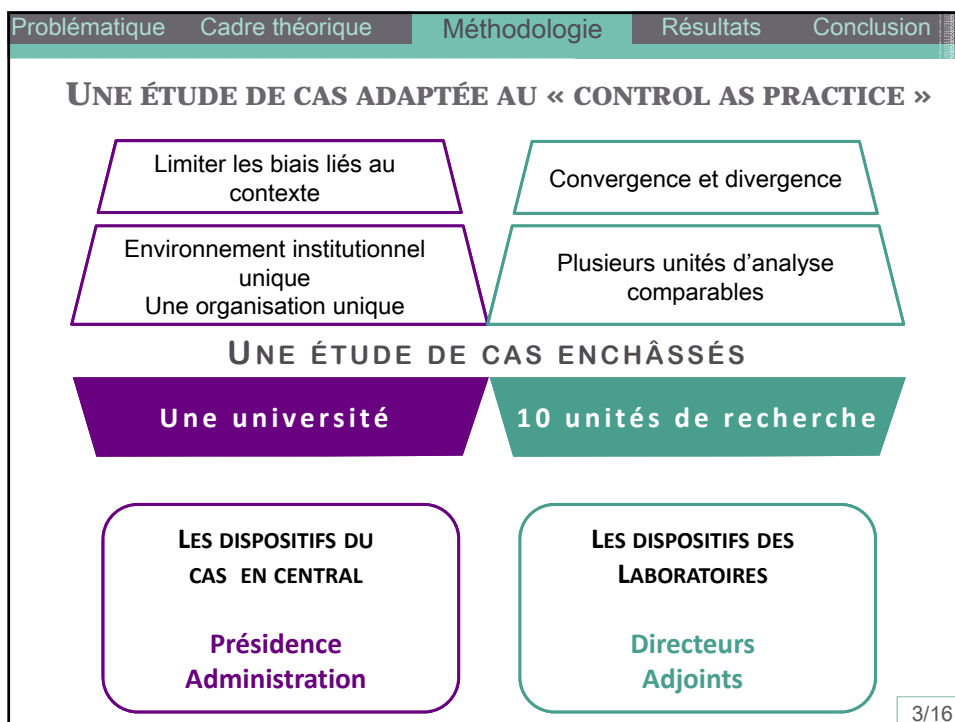 Problématique Cadre théorique Méthodologie Résultats Conclusion
UNE ÉTUDE DE CAS ADAPTÉE AU « CONTROL AS PRACTICE »
Limiter les biais liés au
contexte
Convergence et divergence
Environnement institutionnel
unique
Une organisation unique
Plusieurs unités d'analyse
comparables
UNE ÉTUDE DE CAS ENCHÂSSÉS
Une université
10 unités de recherche
LES DISPOSITIFS DU
CAS EN CENTRAL
Présidence
Administration
LES DISPOSITIFS DES
LABORATOIRES
Directeurs
Adjoints
3/16